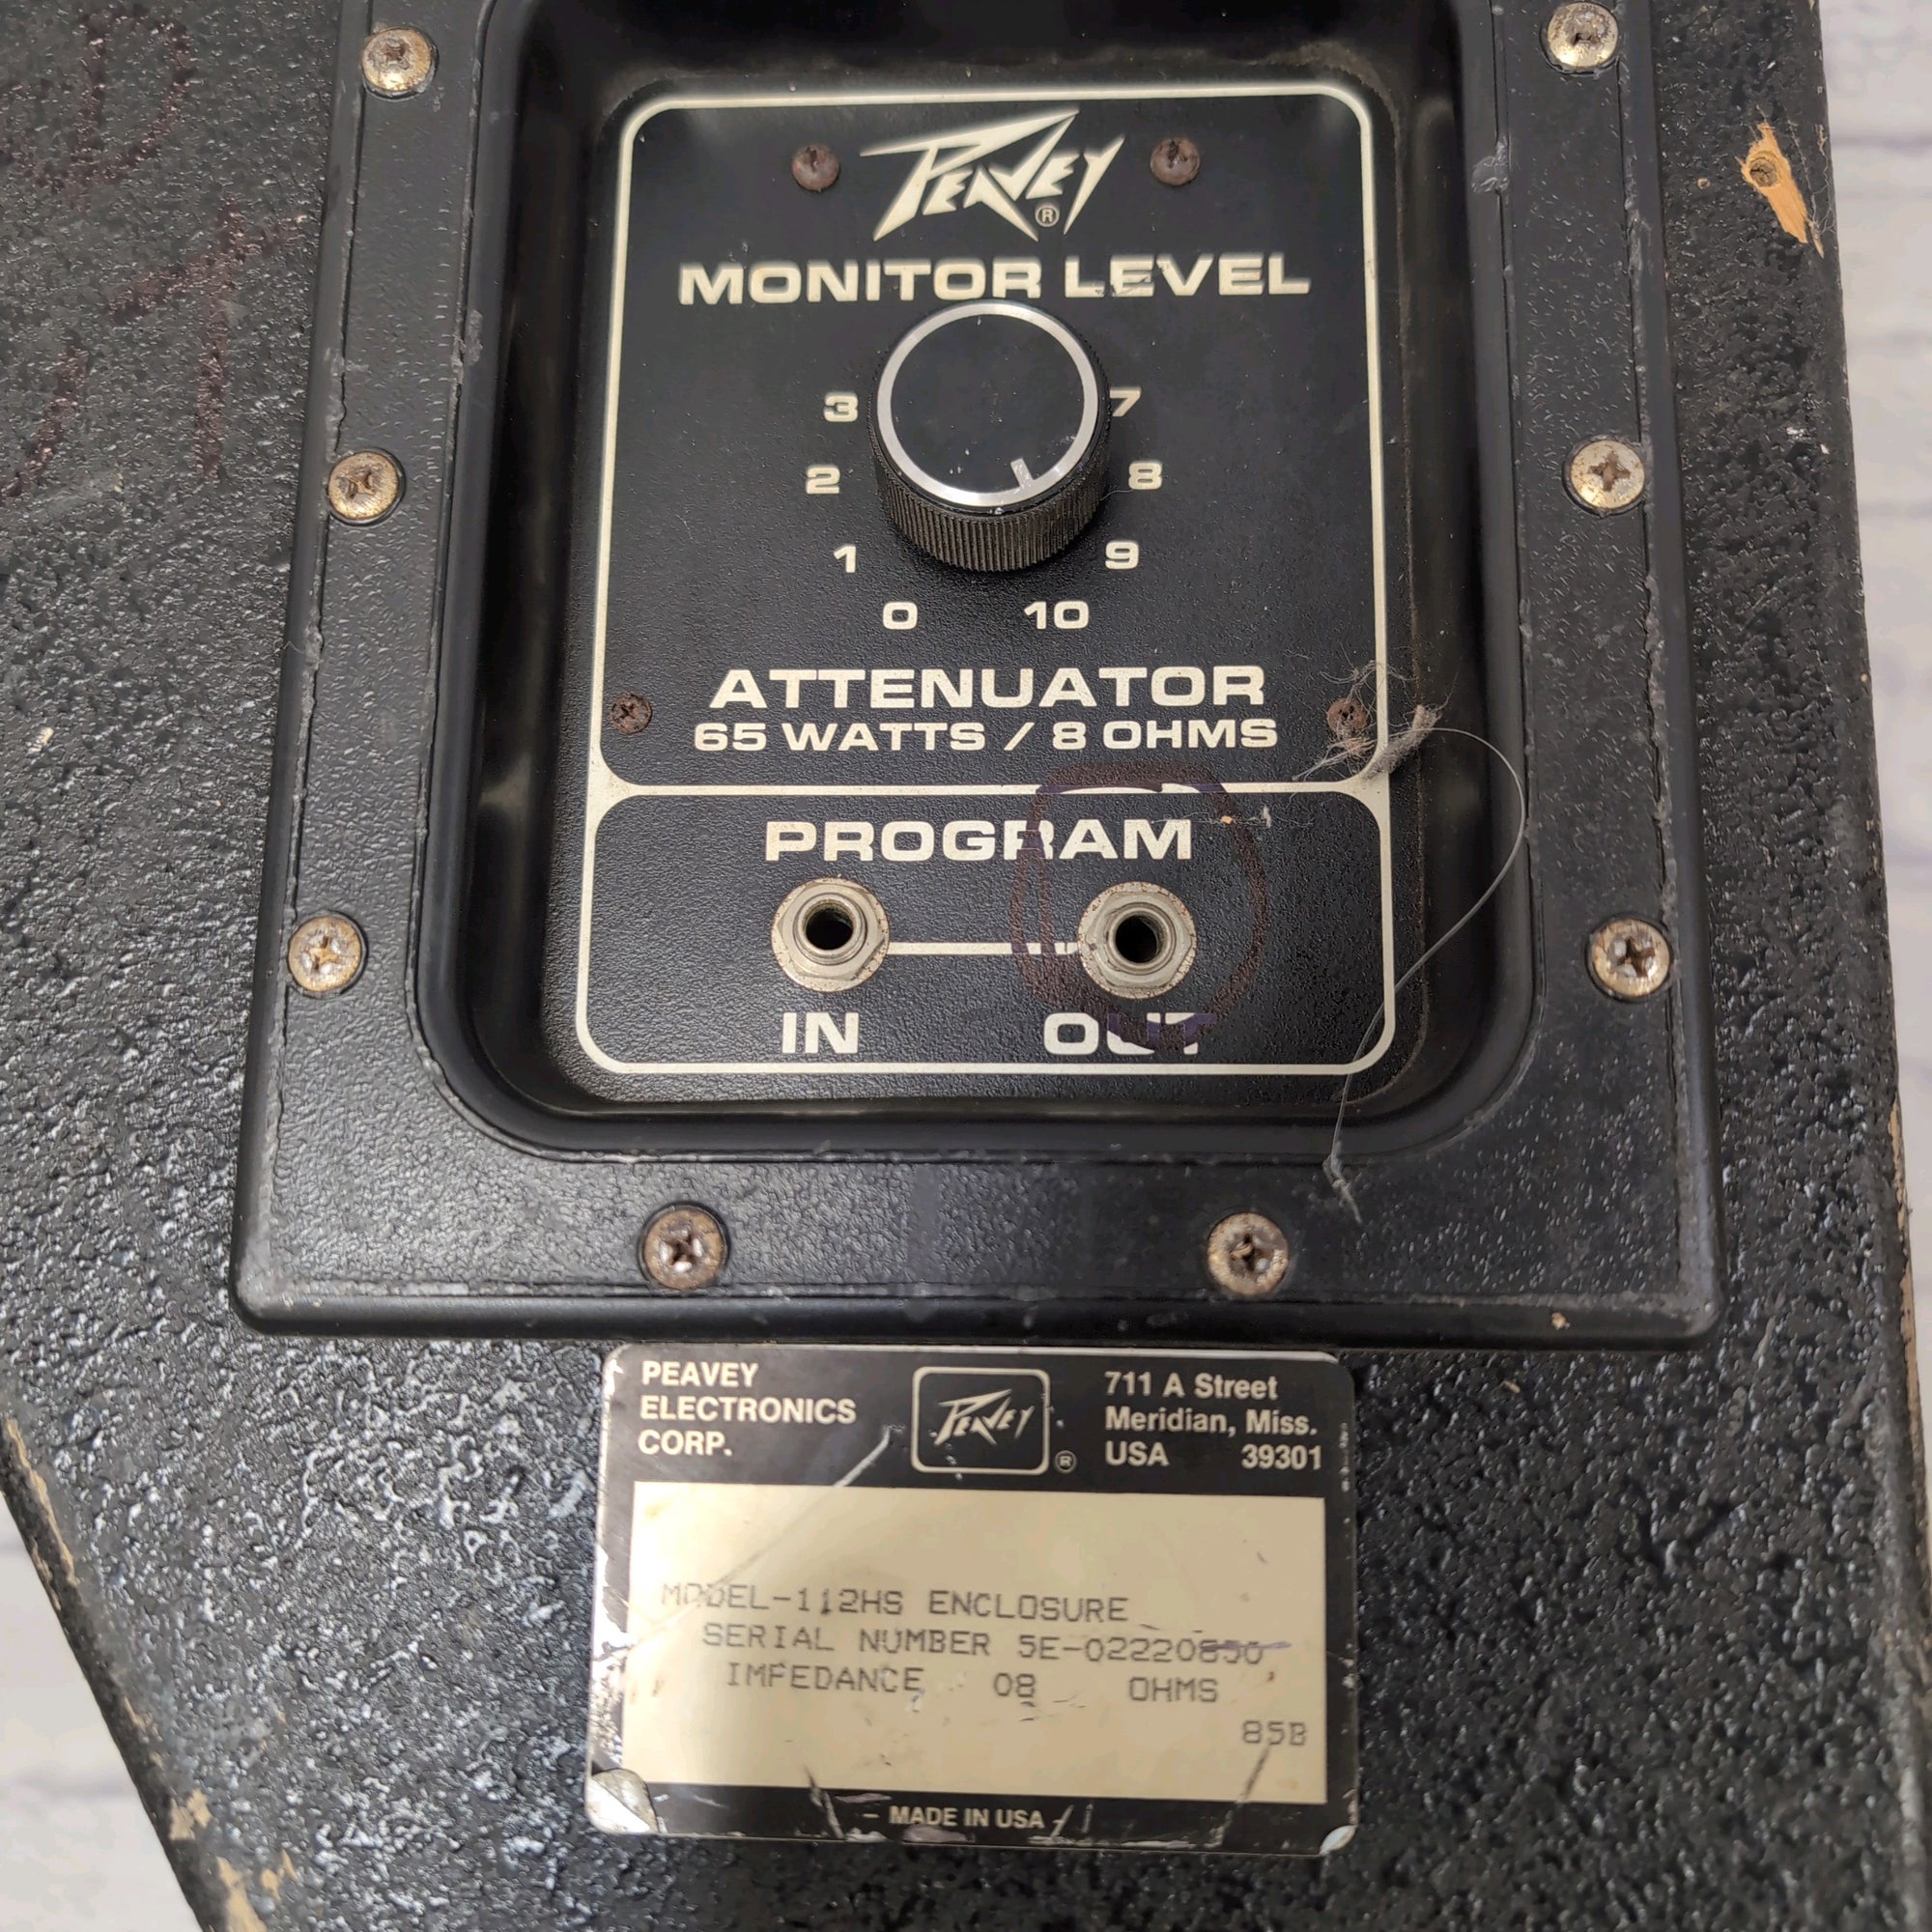 PEAVEY ®
MONITOR LEVEL
3 7
2 8
1 9
0 10
ATTENUATOR
65 WATTS / 8 OHMS
PROGRAM
IN OUT
PEAVEY
ELECTRONICS
CORP.
PEAVEY ®
711 A Street
Meridian, Miss.
USA 39301
MODEL-112HS ENCLOSURE
SERIAL NUMBER 5E-02220850
IMPEDANCE 08 OHMS
85B
- MADE IN USA -